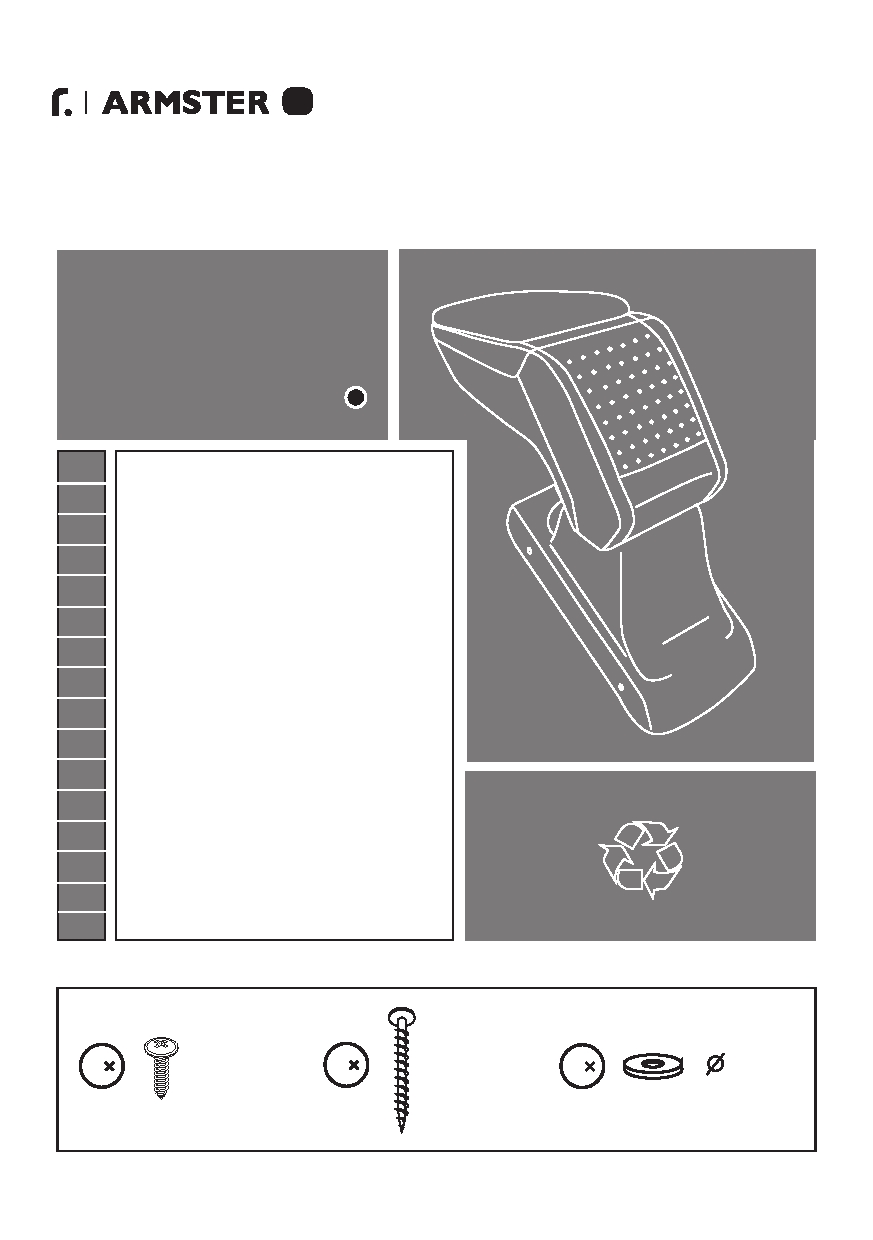 r. | ARMSTER
× × × ø